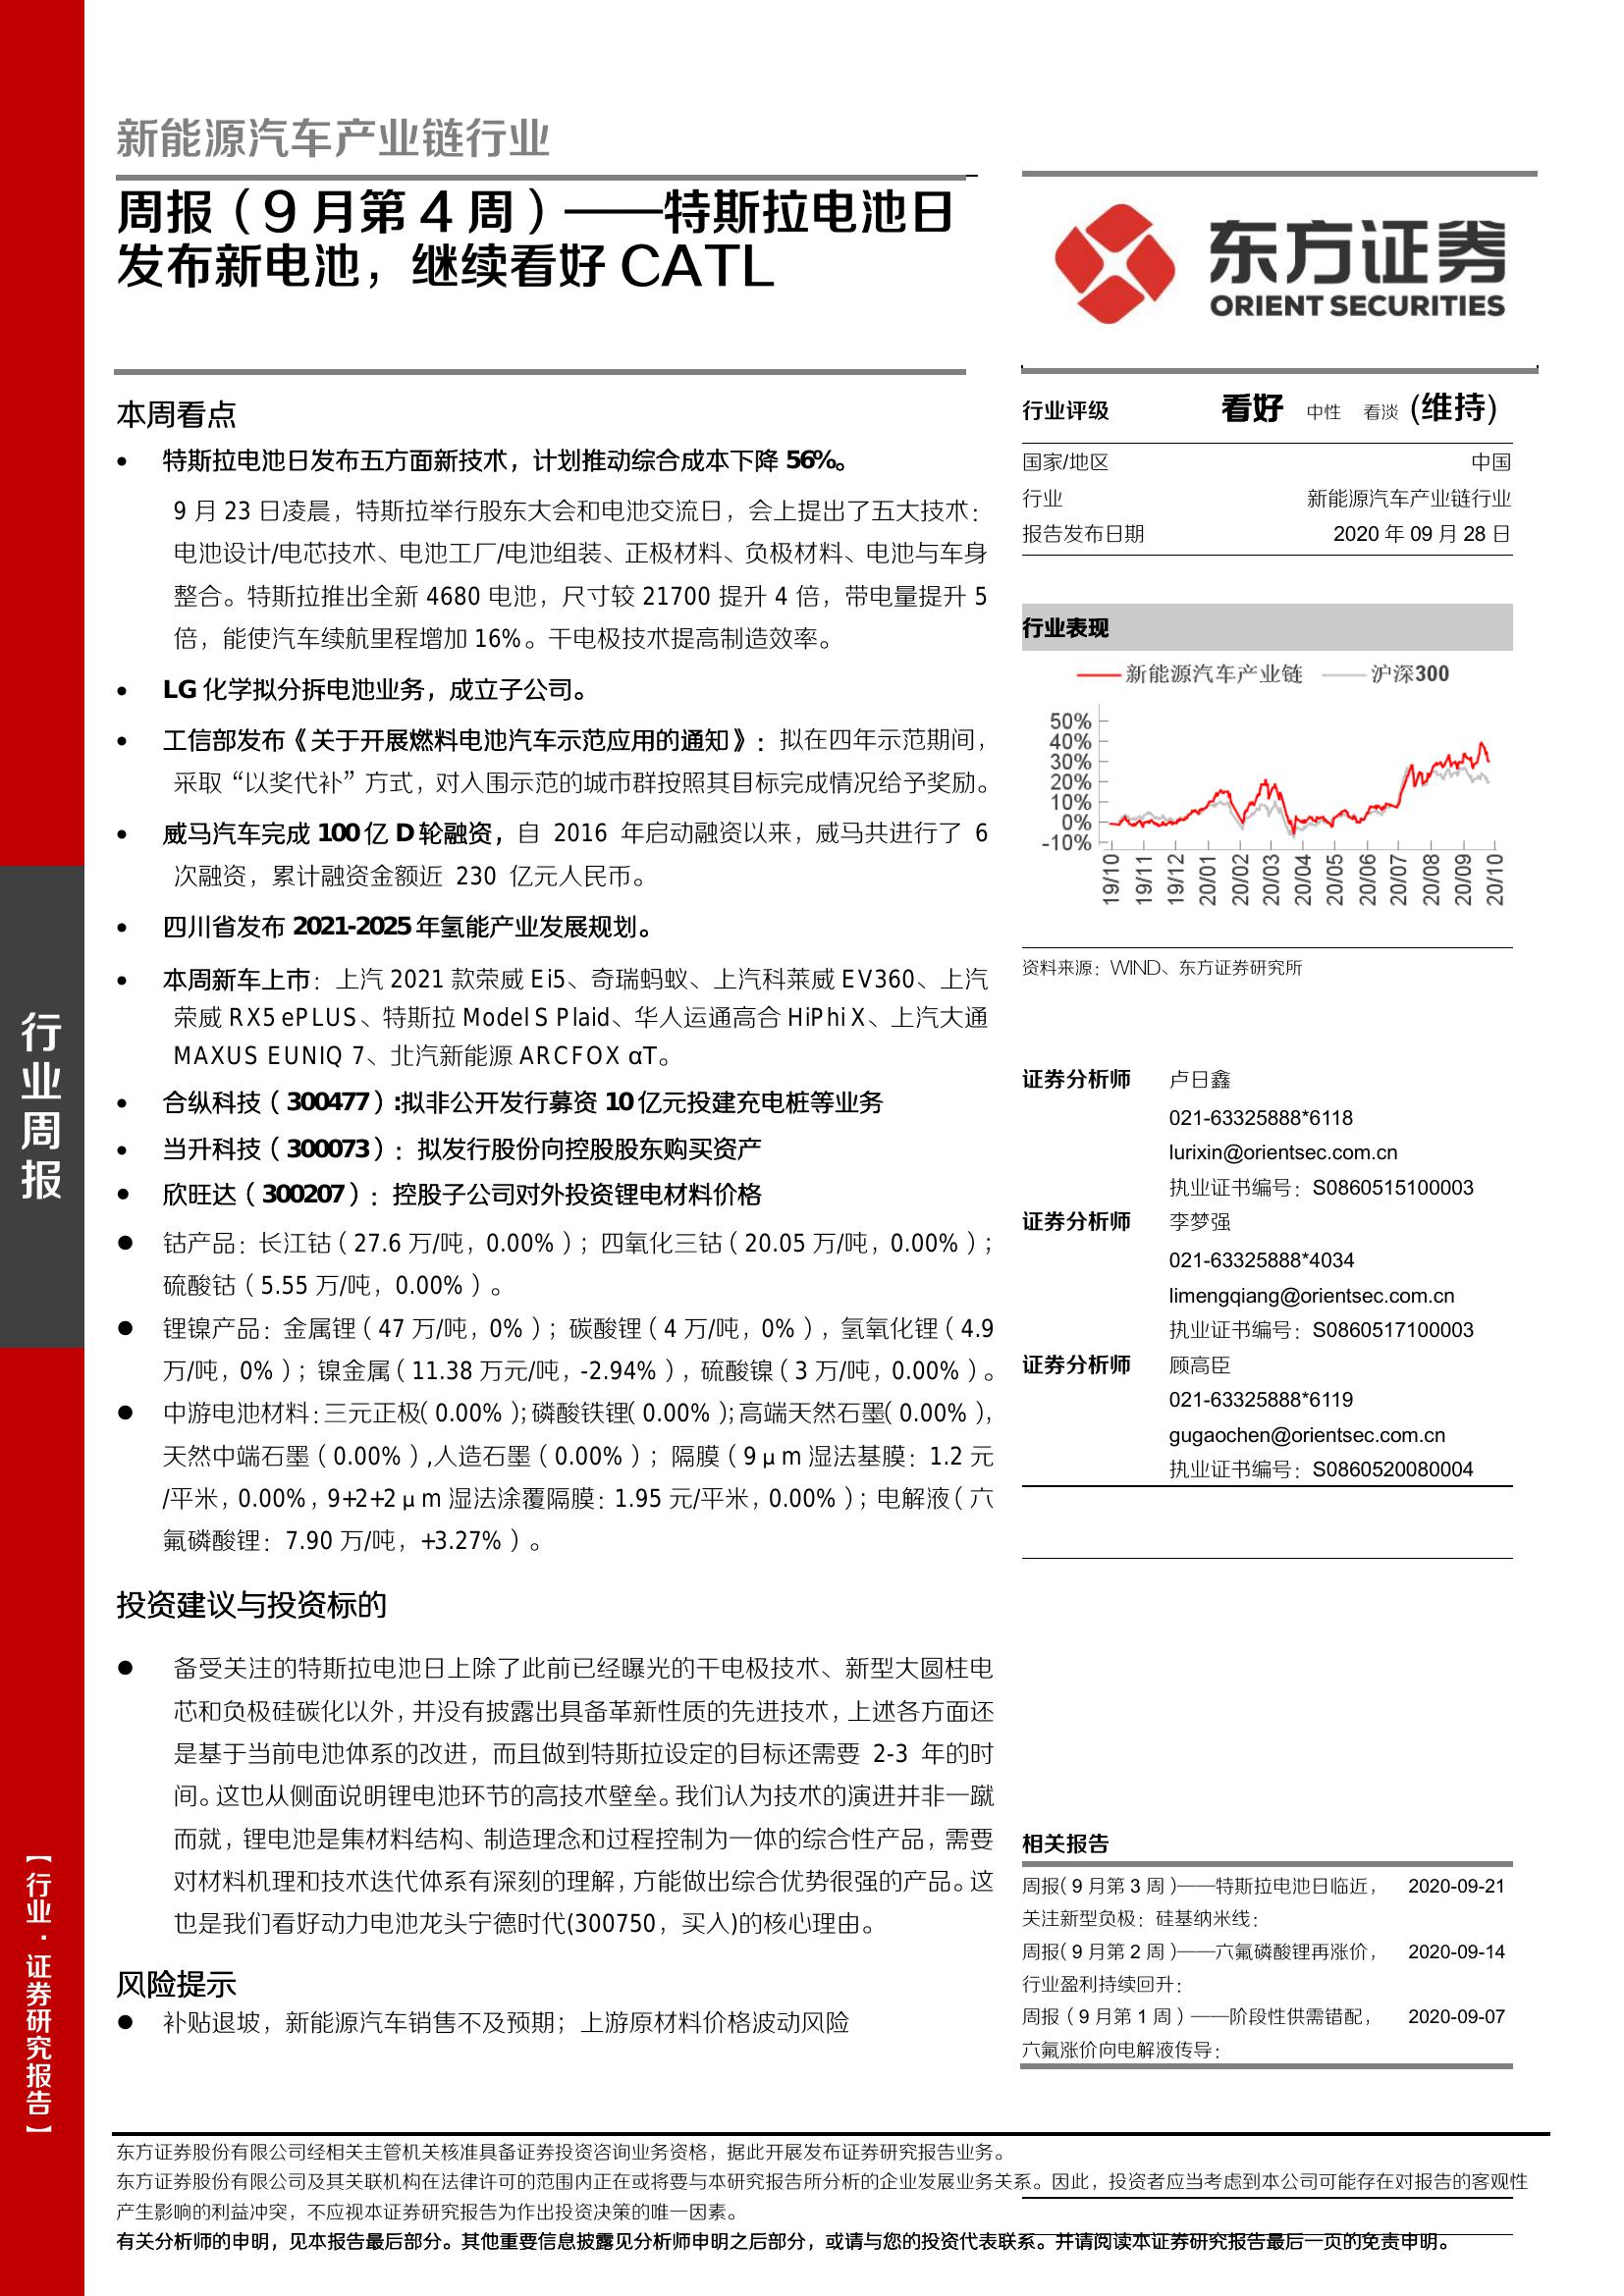 新能源汽车产业链行业
周报（9 月第 4 周）——特斯拉电池日
发布新电池，继续看好 CATL
东方证券
ORIENT SECURITIES
本周看点
• 特斯拉电池日发布五方面新技术，计划推动综合成本下降 56%。
9 月 23 日凌晨，特斯拉举行股东大会和电池交流日，会上提出了五大技术：
电池设计/电芯技术、电池工厂/电池组装、正极材料、负极材料、电池与车身
整合。特斯拉推出全新 4680 电池，尺寸较 21700 提升 4 倍，带电量提升 5
倍，能使汽车续航里程增加 16%。干电极技术提高制造效率。
• LG 化学拟分拆电池业务，成立子公司。
• 工信部发布《关于开展燃料电池汽车示范应用的通知》：拟在四年示范期间，
采取“以奖代补”方式，对入围示范的城市群按照其目标完成情况给予奖励。
• 威马汽车完成 100 亿 D 轮融资，自 2016 年启动融资以来，威马共进行了 6
次融资，累计融资金额近 230 亿元人民币。
• 四川省发布 2021-2025 年氢能产业发展规划。
• 本周新车上市：上汽 2021 款荣威 Ei5、奇瑞蚂蚁、上汽科莱威 EV360、上汽
荣威 RX5 ePLUS、特斯拉 Model S Plaid、华人运通高合 HiPhi X、上汽大通
MAXUS EUNIQ 7、北汽新能源 ARCFOX αT。
• 合纵科技（300477）:拟非公开发行募资 10 亿元投建充电桩等业务
• 当升科技（300073）：拟发行股份向控股股东购买资产
• 欣旺达（300207）：控股子公司对外投资锂电材料价格
● 钴产品：长江钴（27.6 万/吨，0.00%）；四氧化三钴（20.05 万/吨，0.00%）；
硫酸钴（5.55 万/吨，0.00%）。
● 锂镍产品：金属锂（47 万/吨，0%）；碳酸锂（4 万/吨，0%），氢氧化锂（4.9
万/吨，0%）；镍金属（11.38 万元/吨，-2.94%），硫酸镍（3 万/吨，0.00%）。
● 中游电池材料：三元正极（0.00%）；磷酸铁锂（0.00%）；高端天然石墨（0.00%），
天然中端石墨（0.00%）,人造石墨（0.00%）；隔膜（9μm 湿法基膜：1.2 元
/平米，0.00%，9+2+2μm 湿法涂覆隔膜：1.95 元/平米，0.00%）；电解液（六
氟磷酸锂：7.90 万/吨，+3.27%）。
投资建议与投资标的
● 备受关注的特斯拉电池日上除了此前已经曝光的干电极技术、新型大圆柱电
芯和负极硅碳化以外，并没有披露出具备革新性质的先进技术，上述各方面还
是基于当前电池体系的改进，而且做到特斯拉设定的目标还需要 2-3 年的时
间。这也从侧面说明锂电池环节的高技术壁垒。我们认为技术的演进并非一蹴
而就，锂电池是集材料结构、制造理念和过程控制为一体的综合性产品，需要
对材料机理和技术迭代体系有深刻的理解，方能做出综合优势很强的产品。这
也是我们看好动力电池龙头宁德时代(300750，买入)的核心理由。
风险提示
● 补贴退坡，新能源汽车销售不及预期；上游原材料价格波动风险
行业评级 看好 中性 看淡 (维持)
国家/地区 中国
行业 新能源汽车产业链行业
报告发布日期 2020 年 09 月 28 日
行业表现
新能源汽车产业链 沪深300
50%
40%
30%
20%
10%
0%
-10%
19/10 19/11 19/12 20/01 20/02 20/03 20/04 20/05 20/06 20/07 20/08 20/09 20/10
资料来源：WIND、东方证券研究所
证券分析师 卢日鑫
021-63325888*6118
lurixin@orientsec.com.cn
执业证书编号：S0860515100003
证券分析师 李梦强
021-63325888*4034
limengqiang@orientsec.com.cn
执业证书编号：S0860517100003
证券分析师 顾高臣
021-63325888*6119
gugaochen@orientsec.com.cn
执业证书编号：S0860520080004
相关报告
周报（9 月第 3 周）——特斯拉电池日临近， 2020-09-21
关注新型负极：硅基纳米线：
周报（9 月第 2 周）——六氟磷酸锂再涨价， 2020-09-14
行业盈利持续回升：
周报（9 月第 1 周）——阶段性供需错配， 2020-09-07
六氟涨价向电解液传导：
行业周报
【行业·证券研究报告】
东方证券股份有限公司经相关主管机关核准具备证券投资咨询业务资格，据此开展发布证券研究报告业务。
东方证券股份有限公司及其关联机构在法律许可的范围内正在或将要与本研究报告所分析的企业发展业务关系。因此，投资者应当考虑到本公司可能存在对报告的客观性
产生影响的利益冲突，不应视本证券研究报告为作出投资决策的唯一因素。
有关分析师的申明，见本报告最后部分。其他重要信息披露见分析师申明之后部分，或请与您的投资代表联系。并请阅读本证券研究报告最后一页的免责申明。